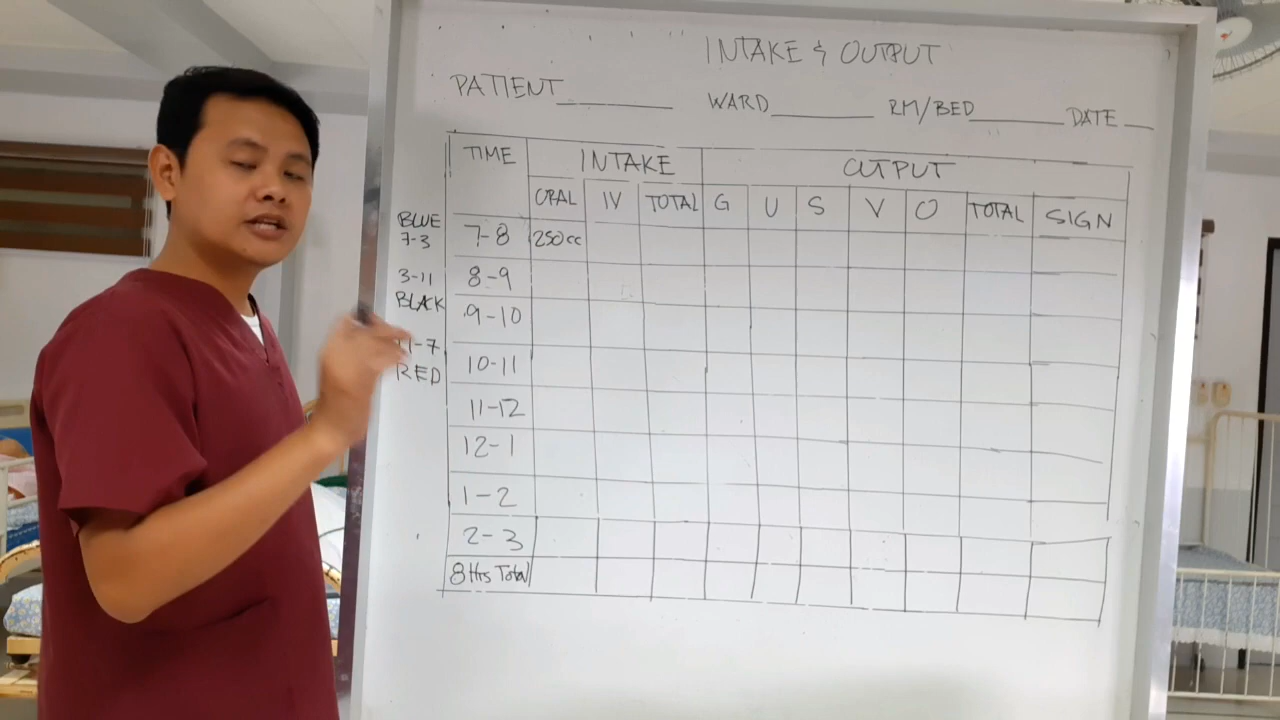 INTAKE & OUTPUT
PATIENT WARD RM/BED DATE
TIME INTAKE OUTPUT
ORAL IV TOTAL G U S V O TOTAL SIGN
BLUE
7-3
3-11
BLACK
11-7
RED
7-8 250cc
8-9
9-10
10-11
11-12
12-1
1-2
2-3
8 Hrs Total